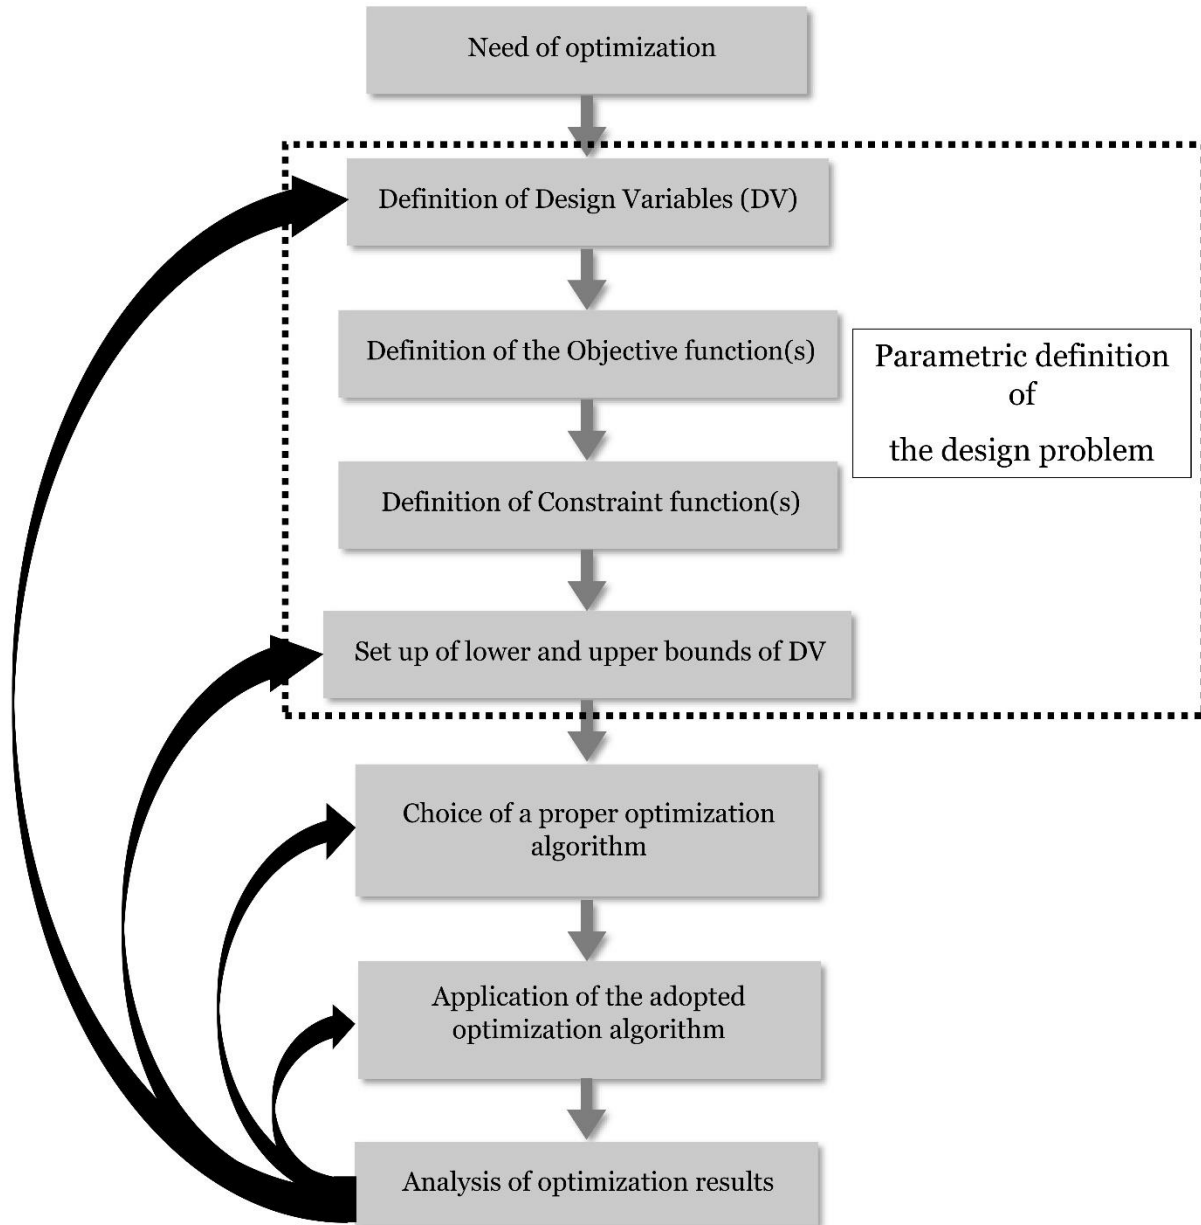 Need of optimization
Definition of Design Variables (DV)
Definition of the Objective function(s)
Parametric definition
of
the design problem
Definition of Constraint function(s)
Set up of lower and upper bounds of DV
Choice of a proper optimization
algorithm
Application of the adopted
optimization algorithm
Analysis of optimization results